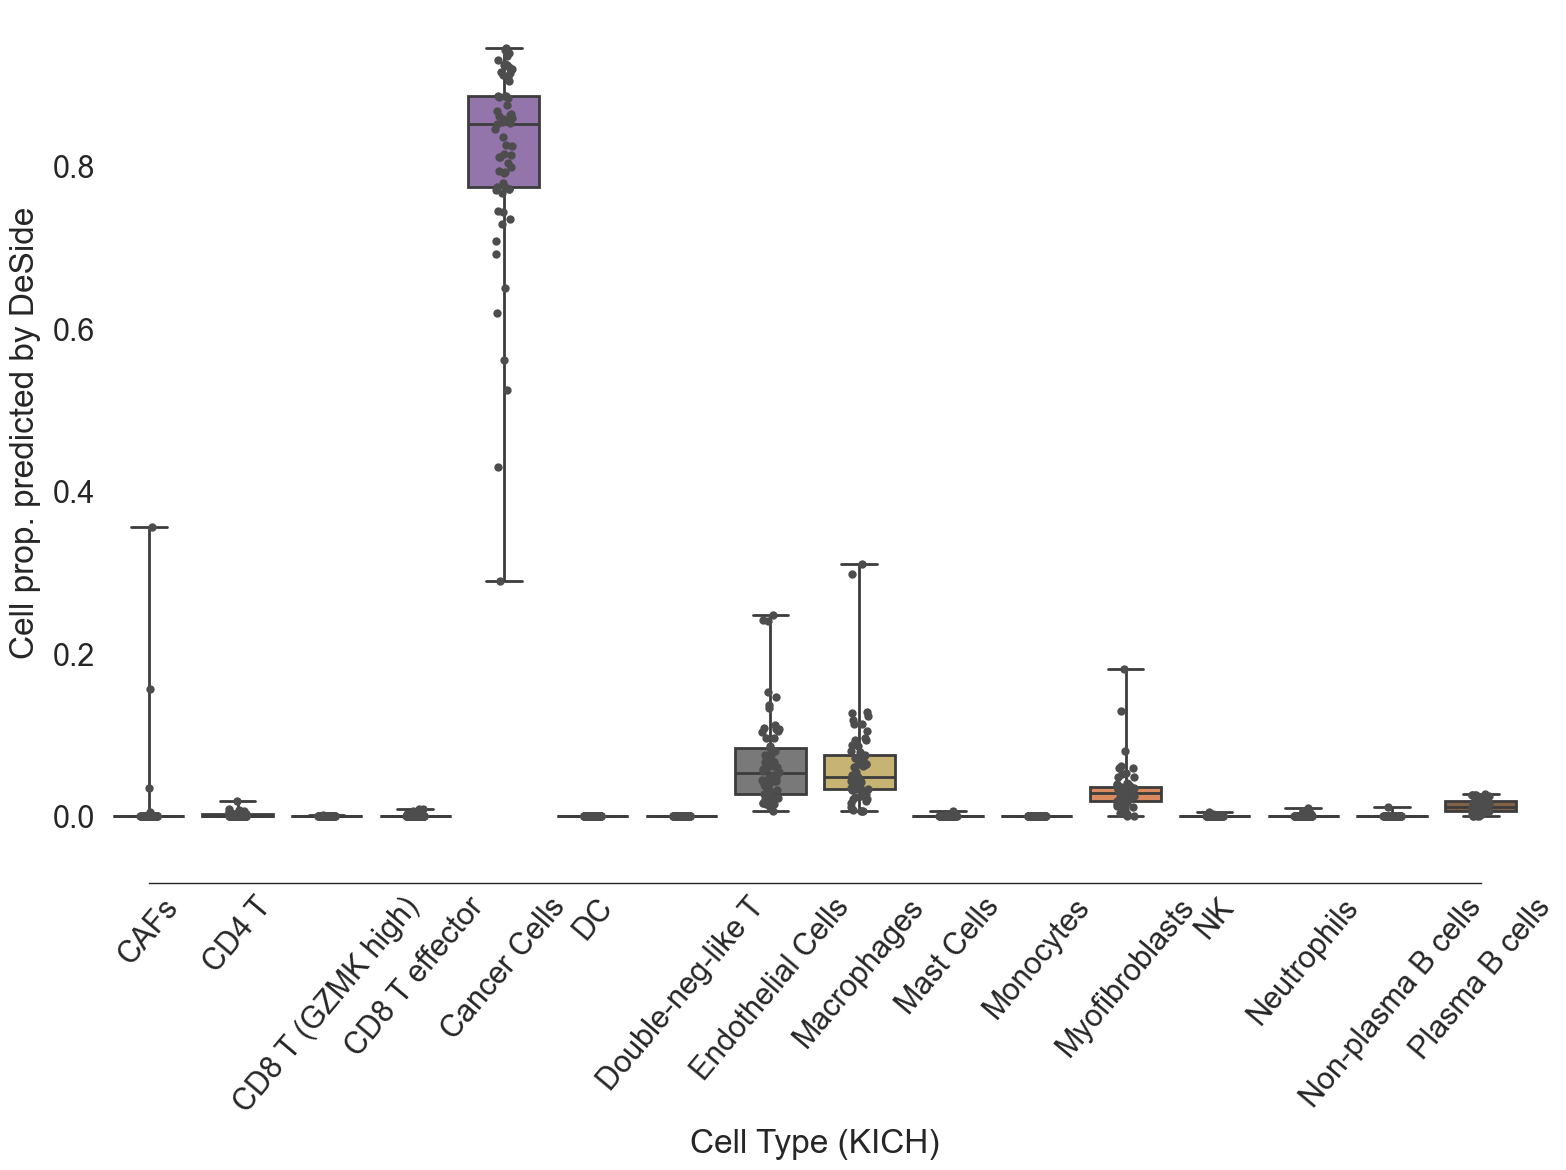 Cell prop. predicted by DeSide
0.8
0.6
0.4
0.2
0.0
CAFs
CD4 T
CD8 T (GZMK high)
CD8 T effector
Cancer Cells
DC
Double-neg-like T
Endothelial Cells
Macrophages
Mast Cells
Monocytes
Myofibroblasts
NK
Neutrophils
Non-plasma B cells
Plasma B cells
Cell Type (KICH)